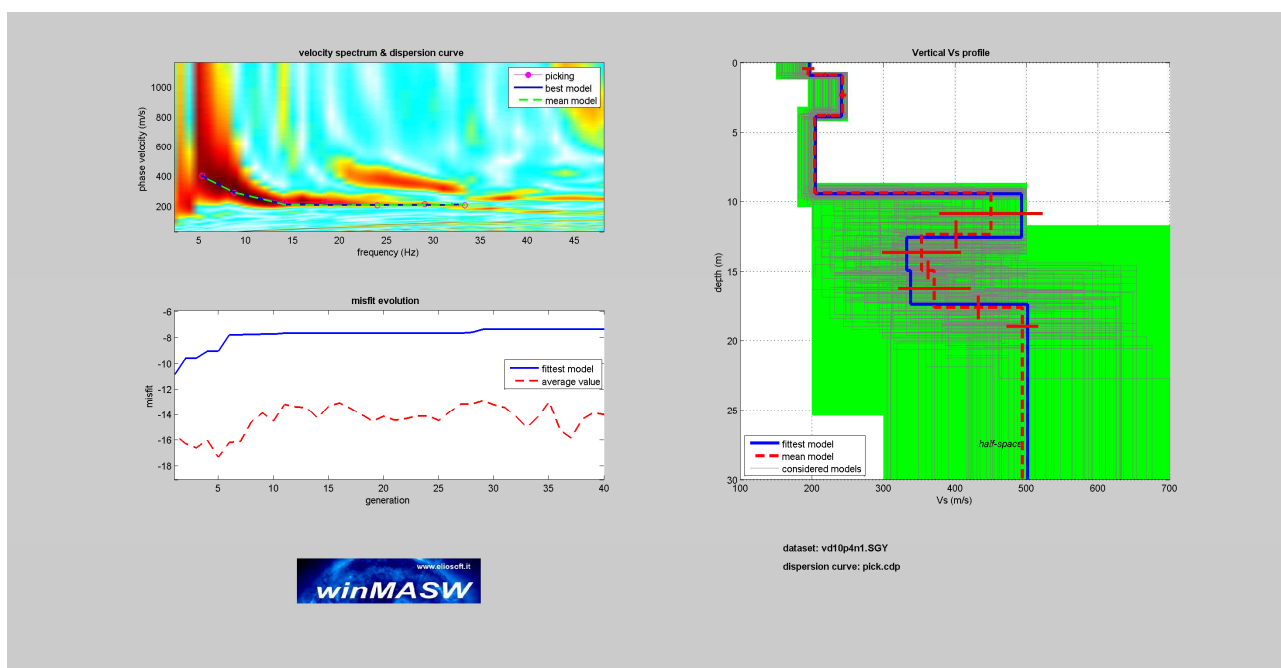 velocity spectrum & dispersion curve
picking
best model
mean model
1000
800
600
400
200
phase velocity (m/s)
5 10 15 20 25 30 35 40 45
frequency (Hz)
misfit evolution
-6
-8
-10
-12
-14
-16
-18
misfit
fittest model
average value
5 10 15 20 25 30 35 40
generation
www.eliosoft.it
winMASW
Vertical Vs profile
0
5
10
15
20
25
30
depth (m)
half-space
fittest model
mean model
considered models
100 200 300 400 500 600 700
Vs (m/s)
dataset: vd10p4n1.SGY
dispersion curve: pick.cdp